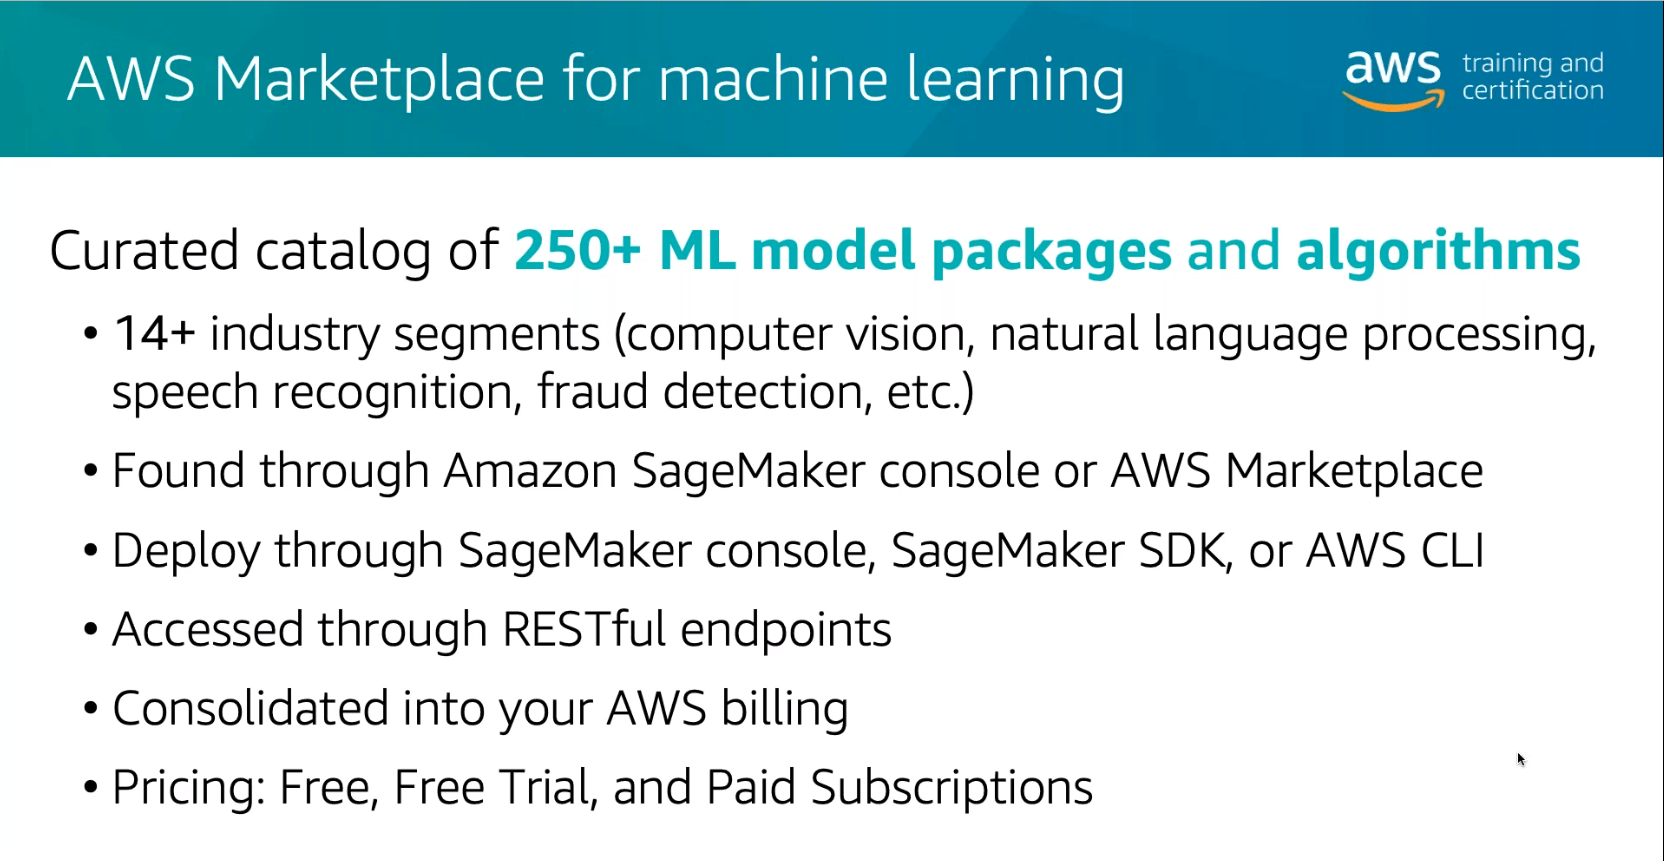 AWS Marketplace for machine learning
aws training and
certification
Curated catalog of 250+ ML model packages and algorithms
• 14+ industry segments (computer vision, natural language processing,
speech recognition, fraud detection, etc.)
• Found through Amazon SageMaker console or AWS Marketplace
• Deploy through SageMaker console, SageMaker SDK, or AWS CLI
• Accessed through RESTful endpoints
• Consolidated into your AWS billing
• Pricing: Free, Free Trial, and Paid Subscriptions